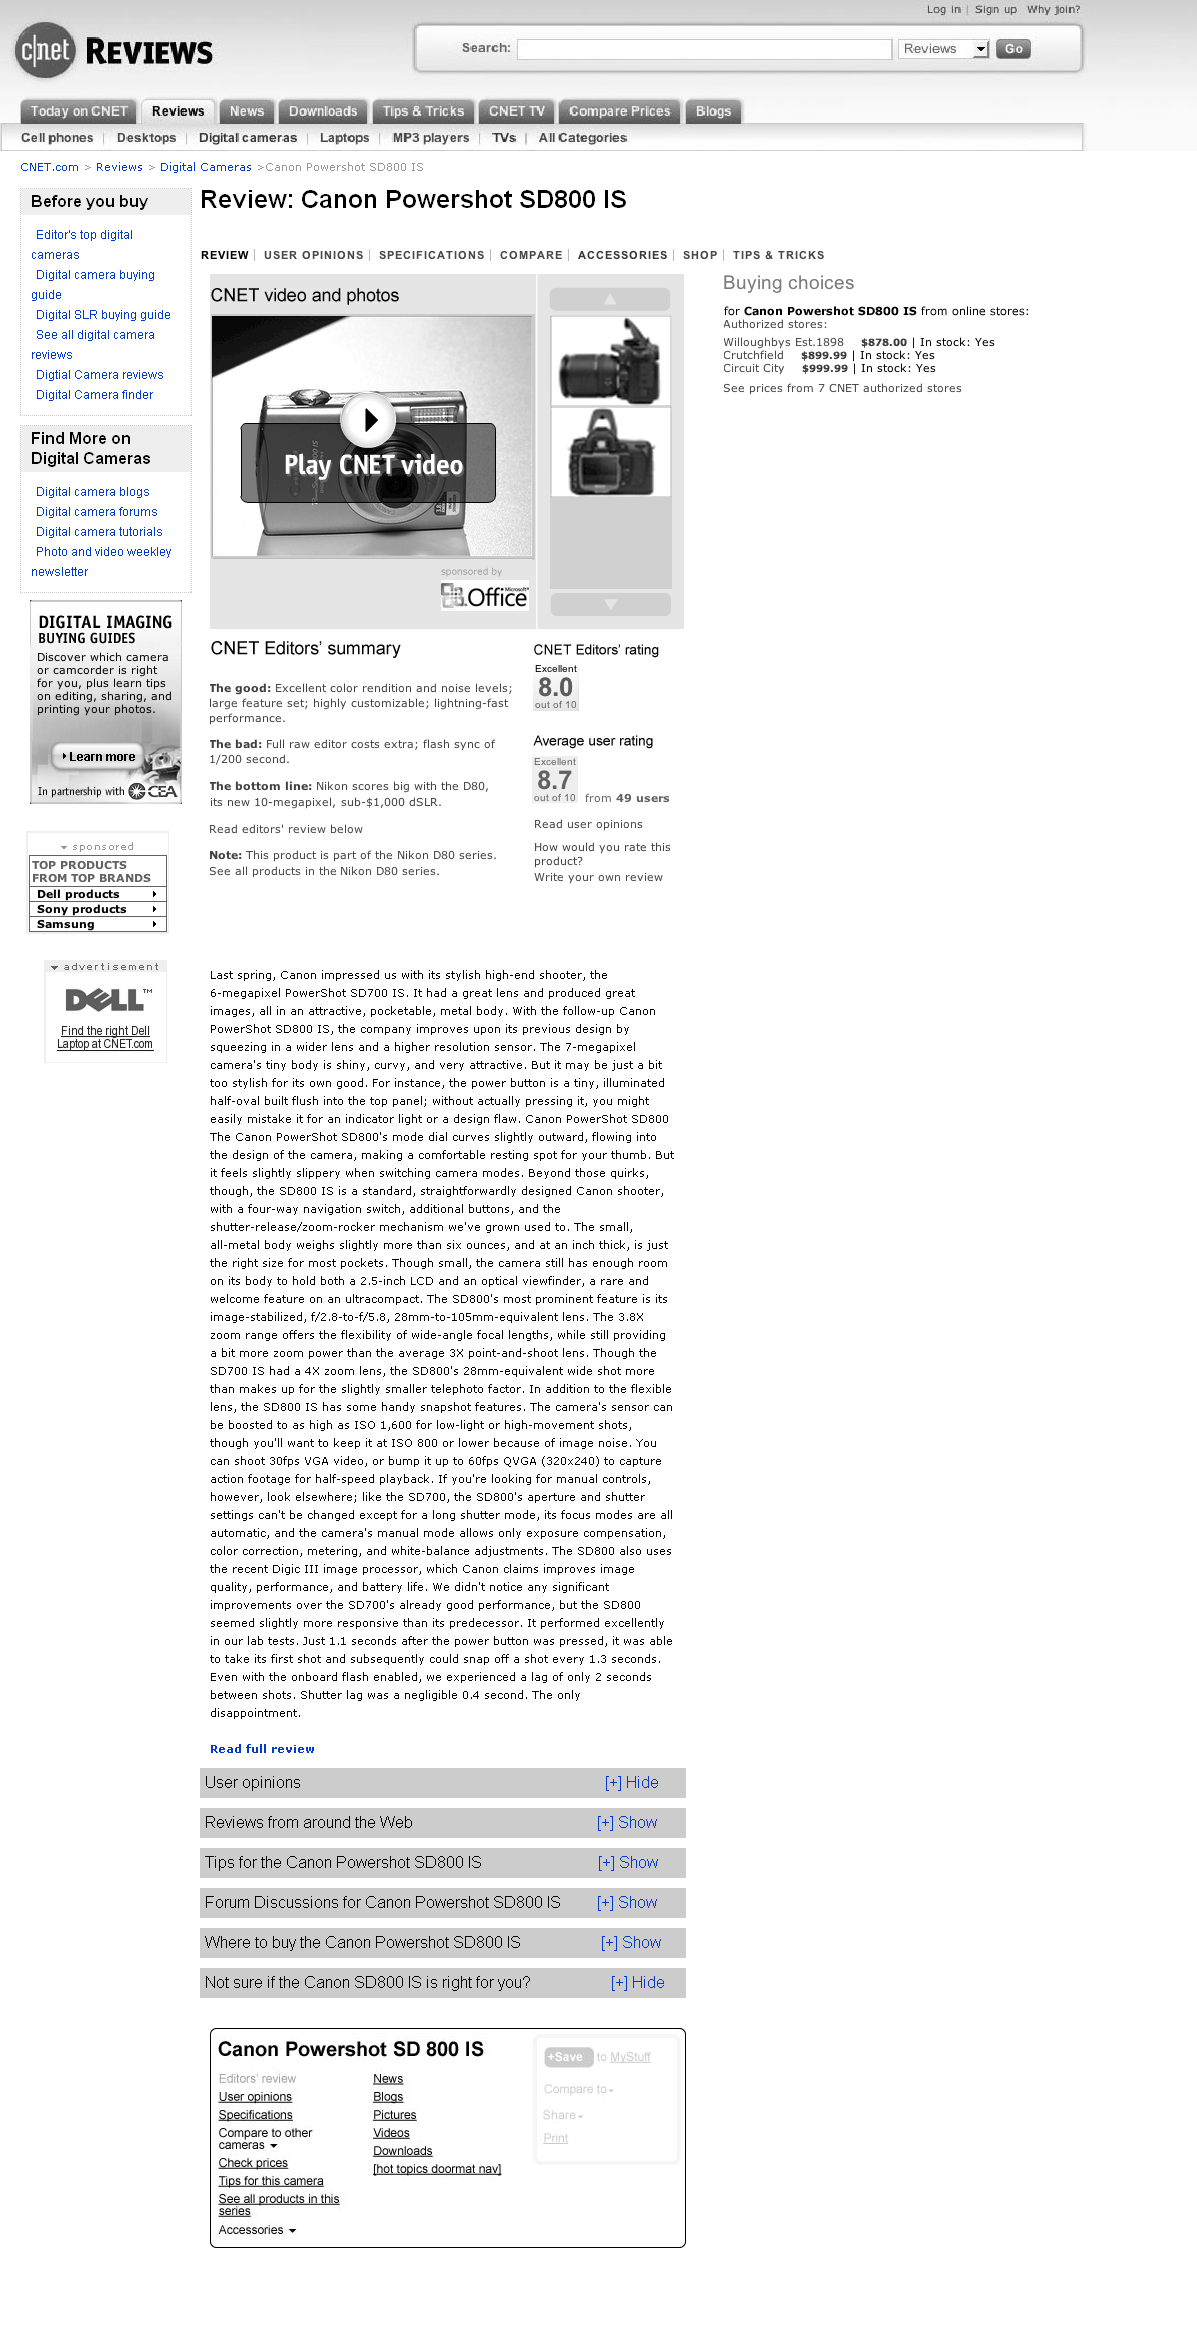 Log in | Sign up Why join?
c|net REVIEWS
Search: Reviews Go
Today on CNET Reviews News Downloads Tips & Tricks CNET TV Compare Prices Blogs
Cell phones | Desktops | Digital cameras | Laptops | MP3 players | TVs | All Categories
CNET.com > Reviews > Digital Cameras >Canon Powershot SD800 IS
Before you buy
Editor's top digital
cameras
Digital camera buying
guide
Digital SLR buying guide
See all digital camera
reviews
Digtial Camera reviews
Digital Camera finder
Find More on
Digital Cameras
Digital camera blogs
Digital camera forums
Digital camera tutorials
Photo and video weekley
newsletter
DIGITAL IMAGING
BUYING GUIDES
Discover which camera
or camcorder is right
for you, plus learn tips
on editing, sharing, and
printing your photos.
Learn more
In partnership with CEA
sponsored
TOP PRODUCTS
FROM TOP BRANDS
Dell products
Sony products
Samsung
advertisement
DELL™
Find the right Dell
Laptop at CNET.com
Review: Canon Powershot SD800 IS
REVIEW | USER OPINIONS | SPECIFICATIONS | COMPARE | ACCESSORIES | SHOP | TIPS & TRICKS
CNET video and photos
Play CNET video
sponsored by
Microsoft Office
Buying choices
for Canon Powershot SD800 IS from online stores:
Authorized stores:
Willoughbys Est.1898 $878.00 | In stock: Yes
Crutchfield $899.99 | In stock: Yes
Circuit City $999.99 | In stock: Yes
See prices from 7 CNET authorized stores
CNET Editors' summary
The good: Excellent color rendition and noise levels;
large feature set; highly customizable; lightning-fast
performance.
The bad: Full raw editor costs extra; flash sync of
1/200 second.
The bottom line: Nikon scores big with the D80,
its new 10-megapixel, sub-$1,000 dSLR.
Read editors' review below
Note: This product is part of the Nikon D80 series.
See all products in the Nikon D80 series.
CNET Editors' rating
Excellent
8.0
out of 10
Average user rating
Excellent
8.7
out of 10 from 49 users
Read user opinions
How would you rate this
product?
Write your own review
Last spring, Canon impressed us with its stylish high-end shooter, the
6-megapixel PowerShot SD700 IS. It had a great lens and produced great
images, all in an attractive, pocketable, metal body. With the follow-up Canon
PowerShot SD800 IS, the company improves upon its previous design by
squeezing in a wider lens and a higher resolution sensor. The 7-megapixel
camera's tiny body is shiny, curvy, and very attractive. But it may be just a bit
too stylish for its own good. For instance, the power button is a tiny, illuminated
half-oval built flush into the top panel; without actually pressing it, you might
easily mistake it for an indicator light or a design flaw. Canon PowerShot SD800
The Canon PowerShot SD800's mode dial curves slightly outward, flowing into
the design of the camera, making a comfortable resting spot for your thumb. But
it feels slightly slippery when switching camera modes. Beyond those quirks,
though, the SD800 IS is a standard, straightforwardly designed Canon shooter,
with a four-way navigation switch, additional buttons, and the
shutter-release/zoom-rocker mechanism we've grown used to. The small,
all-metal body weighs slightly more than six ounces, and at an inch thick, is just
the right size for most pockets. Though small, the camera still has enough room
on its body to hold both a 2.5-inch LCD and an optical viewfinder, a rare and
welcome feature on an ultracompact. The SD800's most prominent feature is its
image-stabilized, f/2.8-to-f/5.8, 28mm-to-105mm-equivalent lens. The 3.8X
zoom range offers the flexibility of wide-angle focal lengths, while still providing
a bit more zoom power than the average 3X point-and-shoot lens. Though the
SD700 IS had a 4X zoom lens, the SD800's 28mm-equivalent wide shot more
than makes up for the slightly smaller telephoto factor. In addition to the flexible
lens, the SD800 IS has some handy snapshot features. The camera's sensor can
be boosted to as high as ISO 1,600 for low-light or high-movement shots,
though you'll want to keep it at ISO 800 or lower because of image noise. You
can shoot 30fps VGA video, or bump it up to 60fps QVGA (320x240) to capture
action footage for half-speed playback. If you're looking for manual controls,
however, look elsewhere; like the SD700, the SD800's aperture and shutter
settings can't be changed except for a long shutter mode, its focus modes are all
automatic, and the camera's manual mode allows only exposure compensation,
color correction, metering, and white-balance adjustments. The SD800 also uses
the recent Digic III image processor, which Canon claims improves image
quality, performance, and battery life. We didn't notice any significant
improvements over the SD700's already good performance, but the SD800
seemed slightly more responsive than its predecessor. It performed excellently
in our lab tests. Just 1.1 seconds after the power button was pressed, it was able
to take its first shot and subsequently could snap off a shot every 1.3 seconds.
Even with the onboard flash enabled, we experienced a lag of only 2 seconds
between shots. Shutter lag was a negligible 0.4 second. The only
disappointment.
Read full review
User opinions [+] Hide
Reviews from around the Web [+] Show
Tips for the Canon Powershot SD800 IS [+] Show
Forum Discussions for Canon Powershot SD800 IS [+] Show
Where to buy the Canon Powershot SD800 IS [+] Show
Not sure if the Canon SD800 IS is right for you? [+] Hide
Canon Powershot SD 800 IS
Editors' review
User opinions
Specifications
Compare to other
cameras
Check prices
Tips for this camera
See all products in this
series
Accessories
News
Blogs
Pictures
Videos
Downloads
[hot topics doormat nav]
+Save to MyStuff
Compare to
Share
Print